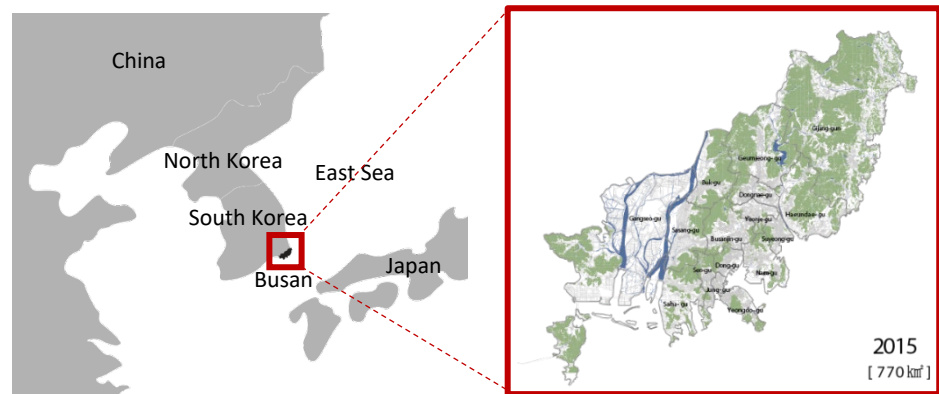 China
North Korea
East Sea
South Korea
Busan
Japan
Gijang-gun
Geumjeong-gu
Buk-gu
Dongnae-gu
Gangseo-gu
Yeonje-gu
Haeundae-gu
Sasang-gu
Busanjin-gu
Suyeong-gu
Dong-gu
Seo-gu
Nam-gu
Jung-gu
Saha-gu
Yeongdo-gu
2015
[ 770㎢ ]